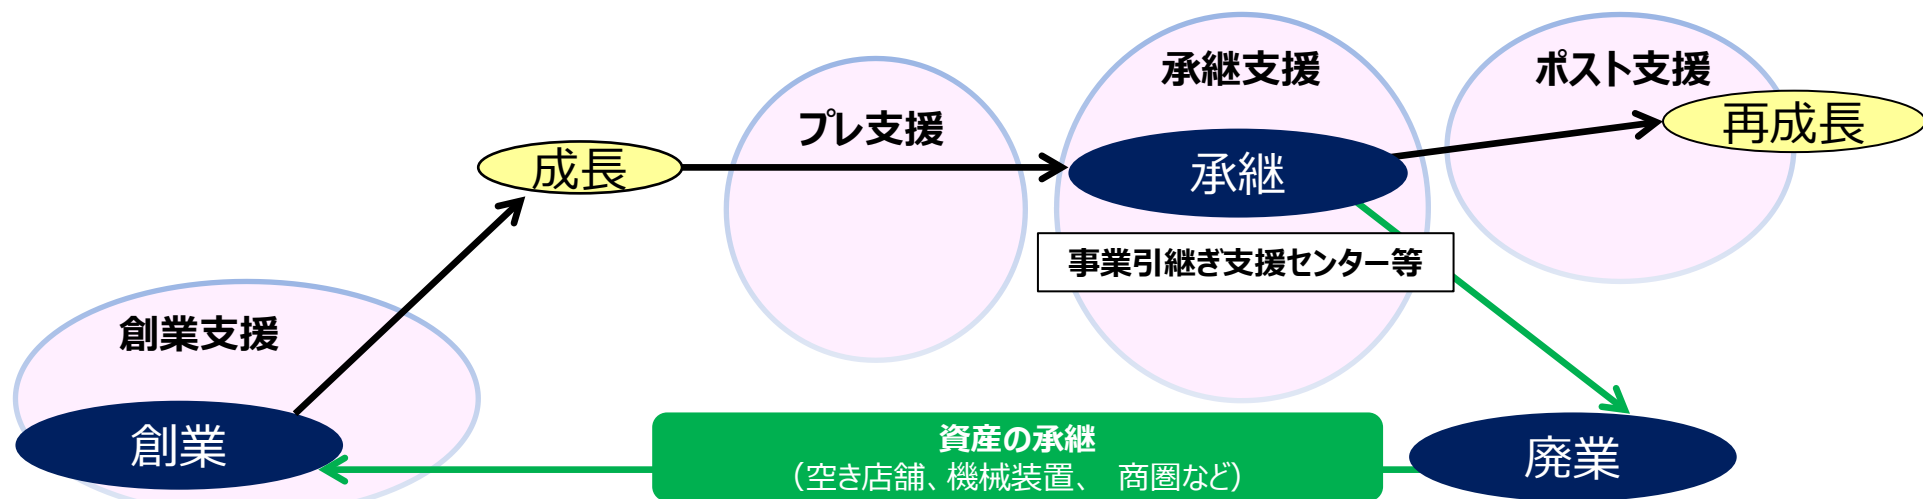 承継支援
ポスト支援
プレ支援
再成長
成長
承継
事業引継ぎ支援センター等
創業支援
資産の承継
（空き店舗、機械装置、　商圏など）
創業
廃業